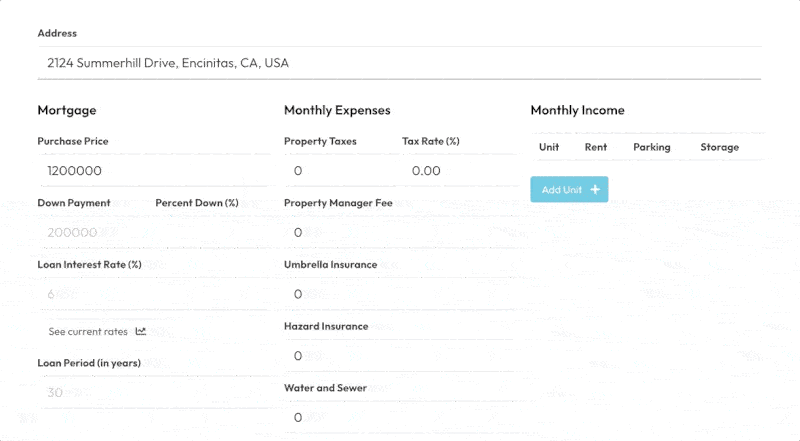 Address
2124 Summerhill Drive, Encinitas, CA, USA
Mortgage
Purchase Price
1200000
Down Payment Percent Down (%)
200000
Loan Interest Rate (%)
6
See current rates
Loan Period (in years)
30
Monthly Expenses
Property Taxes Tax Rate (%)
0 0.00
Property Manager Fee
0
Umbrella Insurance
0
Hazard Insurance
0
Water and Sewer
0
Monthly Income
Unit Rent Parking Storage
Add Unit +